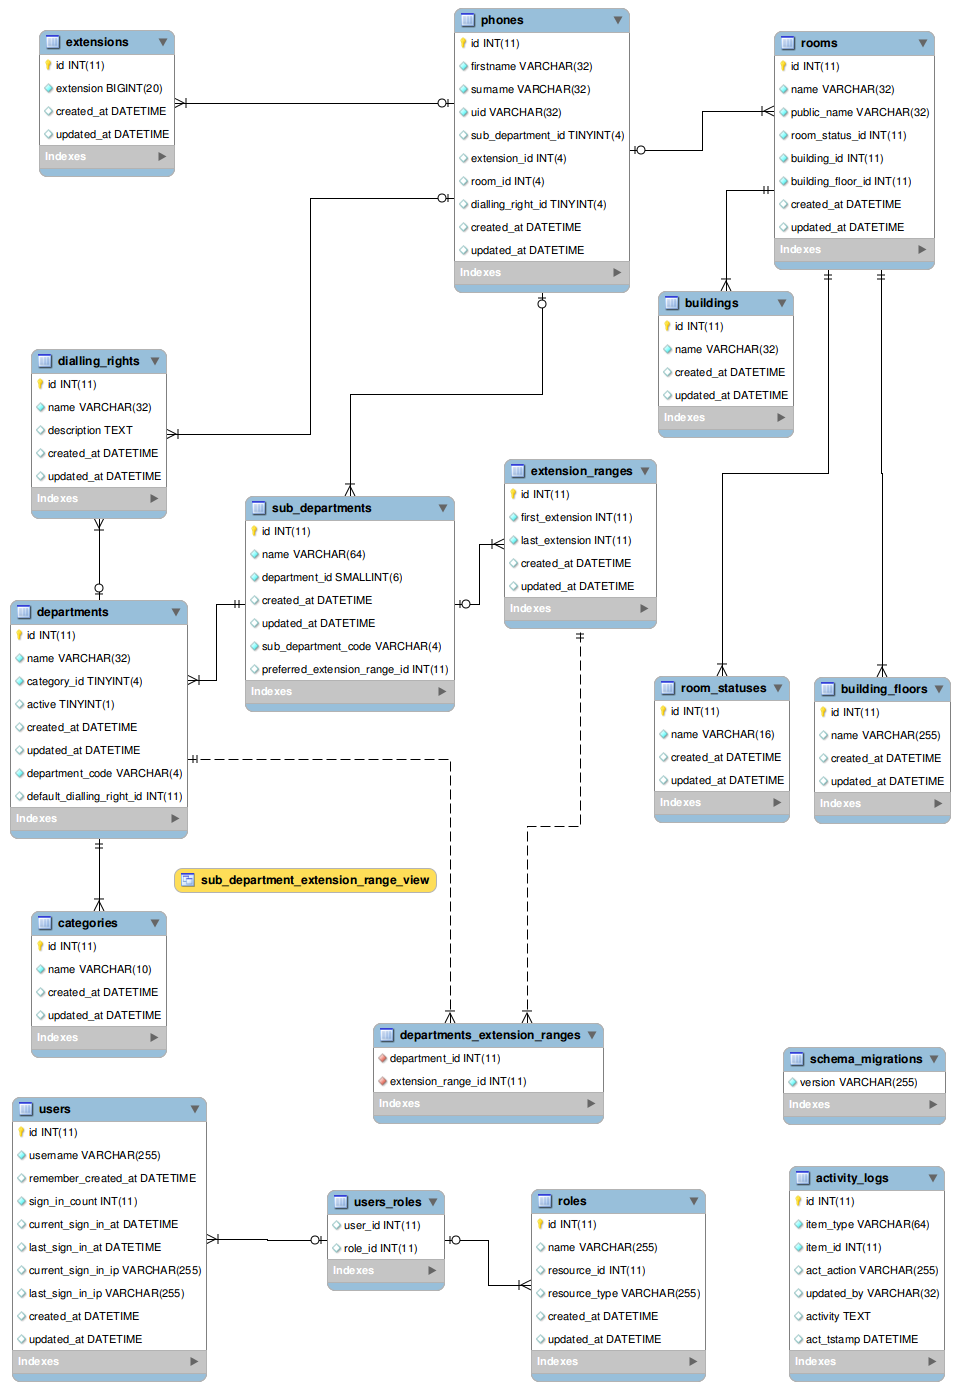 extensions
id INT(11)
extension BIGINT(20)
created_at DATETIME
updated_at DATETIME
Indexes
phones
id INT(11)
firstname VARCHAR(32)
surname VARCHAR(32)
uid VARCHAR(32)
sub_department_id TINYINT(4)
extension_id INT(4)
room_id INT(4)
dialling_right_id TINYINT(4)
created_at DATETIME
updated_at DATETIME
Indexes
rooms
id INT(11)
name VARCHAR(32)
public_name VARCHAR(32)
room_status_id INT(11)
building_id INT(11)
building_floor_id INT(11)
created_at DATETIME
updated_at DATETIME
Indexes
buildings
id INT(11)
name VARCHAR(32)
created_at DATETIME
updated_at DATETIME
Indexes
dialling_rights
id INT(11)
name VARCHAR(32)
description TEXT
created_at DATETIME
updated_at DATETIME
Indexes
sub_departments
id INT(11)
name VARCHAR(64)
department_id SMALLINT(6)
created_at DATETIME
updated_at DATETIME
sub_department_code VARCHAR(4)
preferred_extension_range_id INT(11)
Indexes
extension_ranges
id INT(11)
first_extension INT(11)
last_extension INT(11)
created_at DATETIME
updated_at DATETIME
Indexes
departments
id INT(11)
name VARCHAR(32)
category_id TINYINT(4)
active TINYINT(1)
created_at DATETIME
updated_at DATETIME
department_code VARCHAR(4)
default_dialling_right_id INT(11)
Indexes
room_statuses
id INT(11)
name VARCHAR(16)
created_at DATETIME
updated_at DATETIME
Indexes
building_floors
id INT(11)
name VARCHAR(255)
created_at DATETIME
updated_at DATETIME
Indexes
sub_department_extension_range_view
categories
id INT(11)
name VARCHAR(10)
created_at DATETIME
updated_at DATETIME
Indexes
departments_extension_ranges
department_id INT(11)
extension_range_id INT(11)
Indexes
schema_migrations
version VARCHAR(255)
Indexes
users
id INT(11)
username VARCHAR(255)
remember_created_at DATETIME
sign_in_count INT(11)
current_sign_in_at DATETIME
last_sign_in_at DATETIME
current_sign_in_ip VARCHAR(255)
last_sign_in_ip VARCHAR(255)
created_at DATETIME
updated_at DATETIME
Indexes
users_roles
user_id INT(11)
role_id INT(11)
Indexes
roles
id INT(11)
name VARCHAR(255)
resource_id INT(11)
resource_type VARCHAR(255)
created_at DATETIME
updated_at DATETIME
Indexes
activity_logs
id INT(11)
item_type VARCHAR(64)
item_id INT(11)
act_action VARCHAR(255)
updated_by VARCHAR(32)
activity TEXT
act_tstamp DATETIME
Indexes